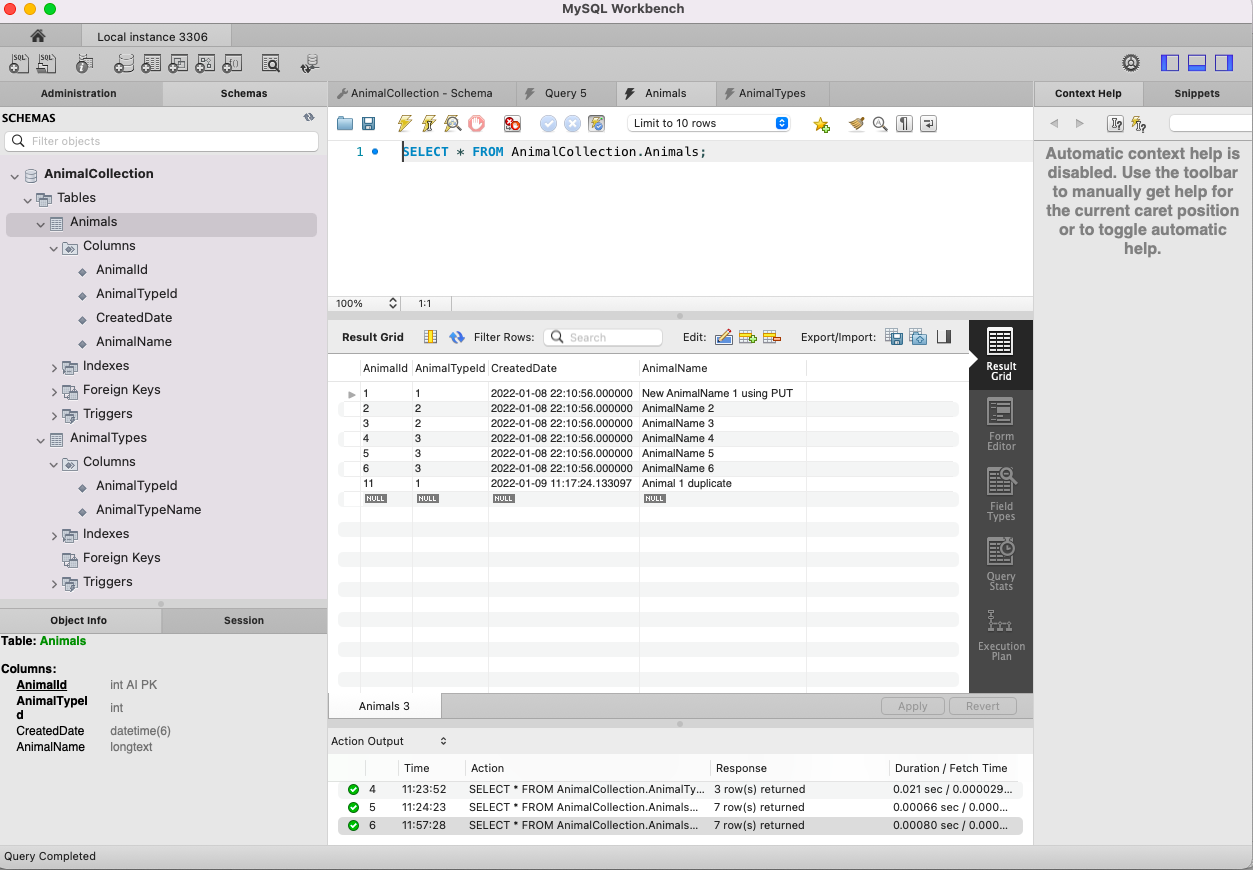 MySQL Workbench
Local instance 3306
Administration
Schemas
SCHEMAS
Filter objects
AnimalCollection
Tables
Animals
Columns
AnimalId
AnimalTypeId
CreatedDate
AnimalName
Indexes
Foreign Keys
Triggers
AnimalTypes
Columns
AnimalTypeId
AnimalTypeName
Indexes
Foreign Keys
Triggers
Object Info
Session
Table: Animals
Columns:
AnimalId int AI PK
AnimalTypeI
d int
CreatedDate datetime(6)
AnimalName longtext
AnimalCollection - Schema
Query 5
Animals
AnimalTypes
Limit to 10 rows
1 SELECT * FROM AnimalCollection.Animals;
100% 1:1
Result Grid Filter Rows: Search Edit: Export/Import:
AnimalId AnimalTypeId CreatedDate AnimalName
1 1 2022-01-08 22:10:56.000000 New AnimalName 1 using PUT
2 2 2022-01-08 22:10:56.000000 AnimalName 2
3 2 2022-01-08 22:10:56.000000 AnimalName 3
4 3 2022-01-08 22:10:56.000000 AnimalName 4
5 3 2022-01-08 22:10:56.000000 AnimalName 5
6 3 2022-01-08 22:10:56.000000 AnimalName 6
11 1 2022-01-09 11:17:24.133097 Animal 1 duplicate
NULL NULL NULL NULL
Result
Grid
Form
Editor
Field
Types
Query
Stats
Execution
Plan
Animals 3
Apply
Revert
Action Output
Time Action Response Duration / Fetch Time
4 11:23:52 SELECT * FROM AnimalCollection.AnimalTy... 3 row(s) returned 0.021 sec / 0.000029...
5 11:24:23 SELECT * FROM AnimalCollection.Animals... 7 row(s) returned 0.00066 sec / 0.000...
6 11:57:28 SELECT * FROM AnimalCollection.Animals... 7 row(s) returned 0.00080 sec / 0.000...
Context Help
Snippets
Automatic context help is
disabled. Use the toolbar
to manually get help for
the current caret position
or to toggle automatic
help.
Query Completed